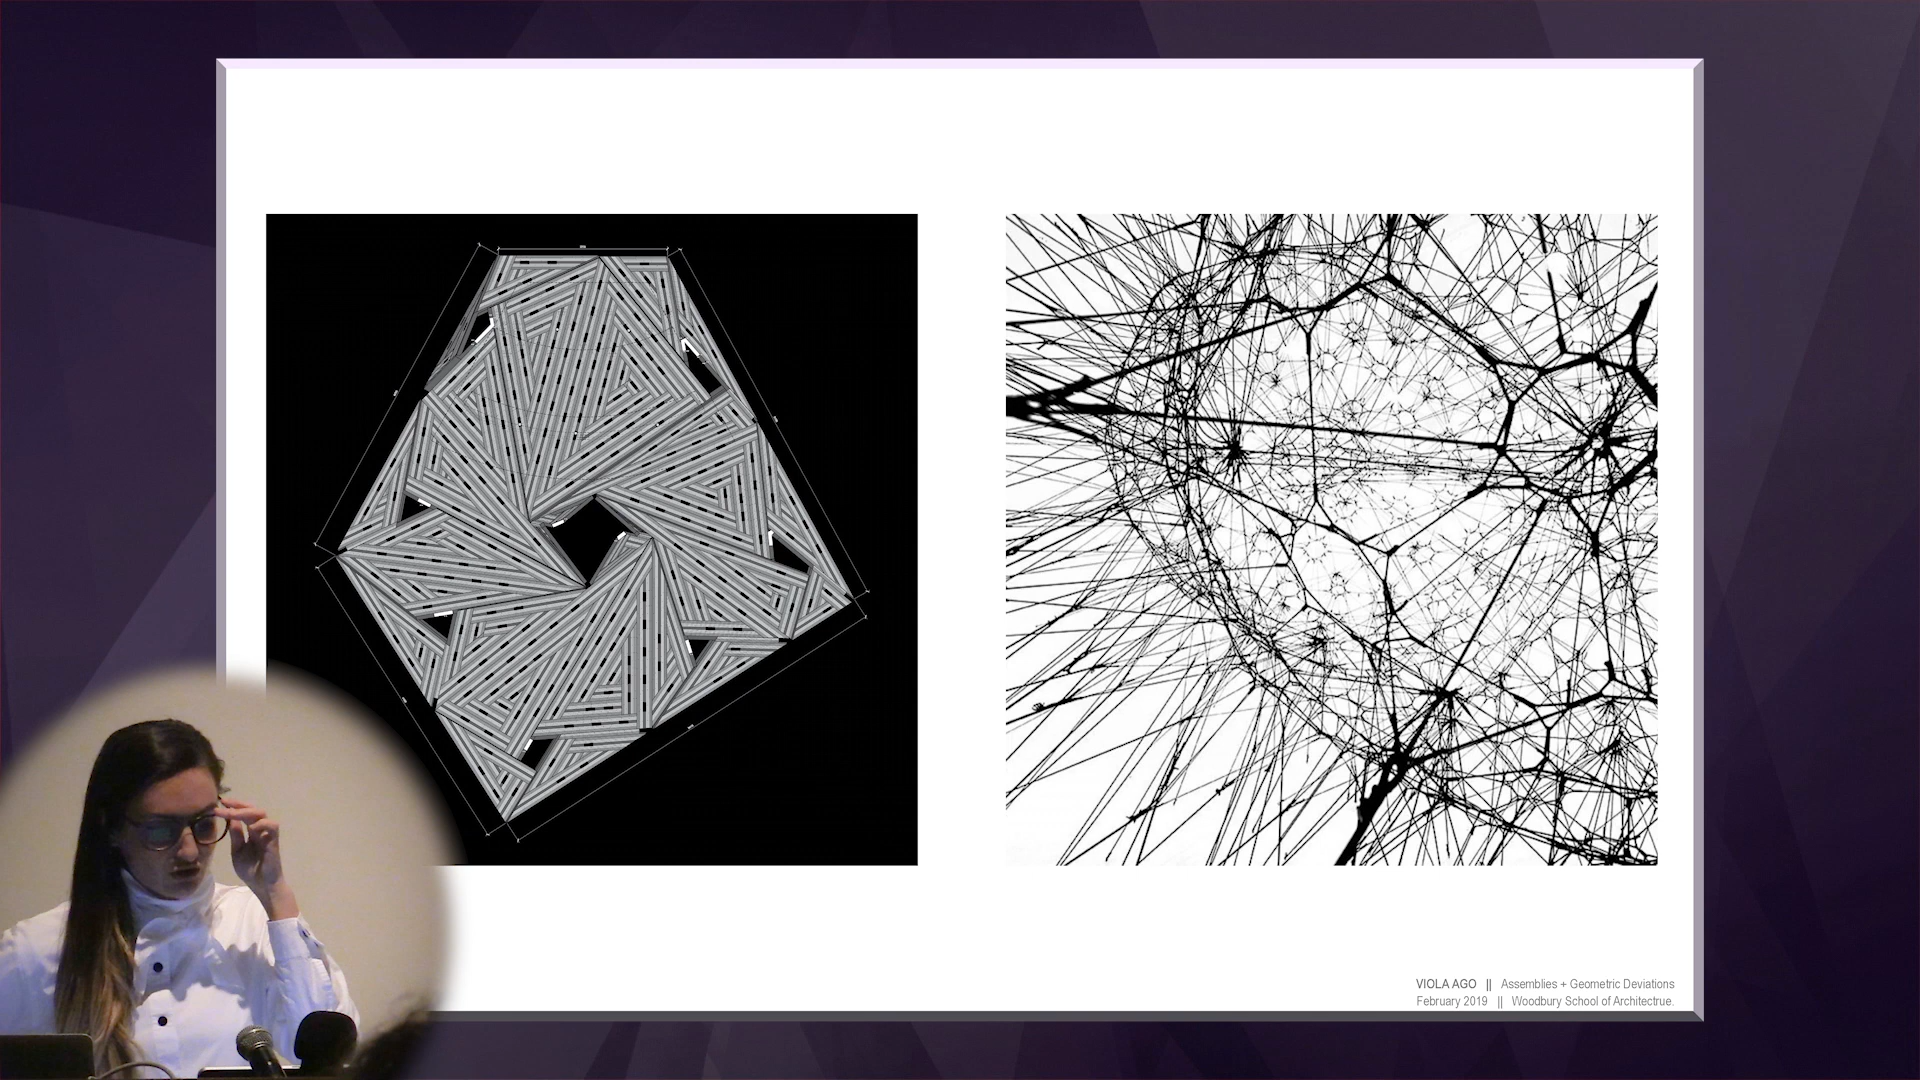 VIOLA AGO || Assemblies + Geometric Deviations
February 2019 || Woodbury School of Architectrue.